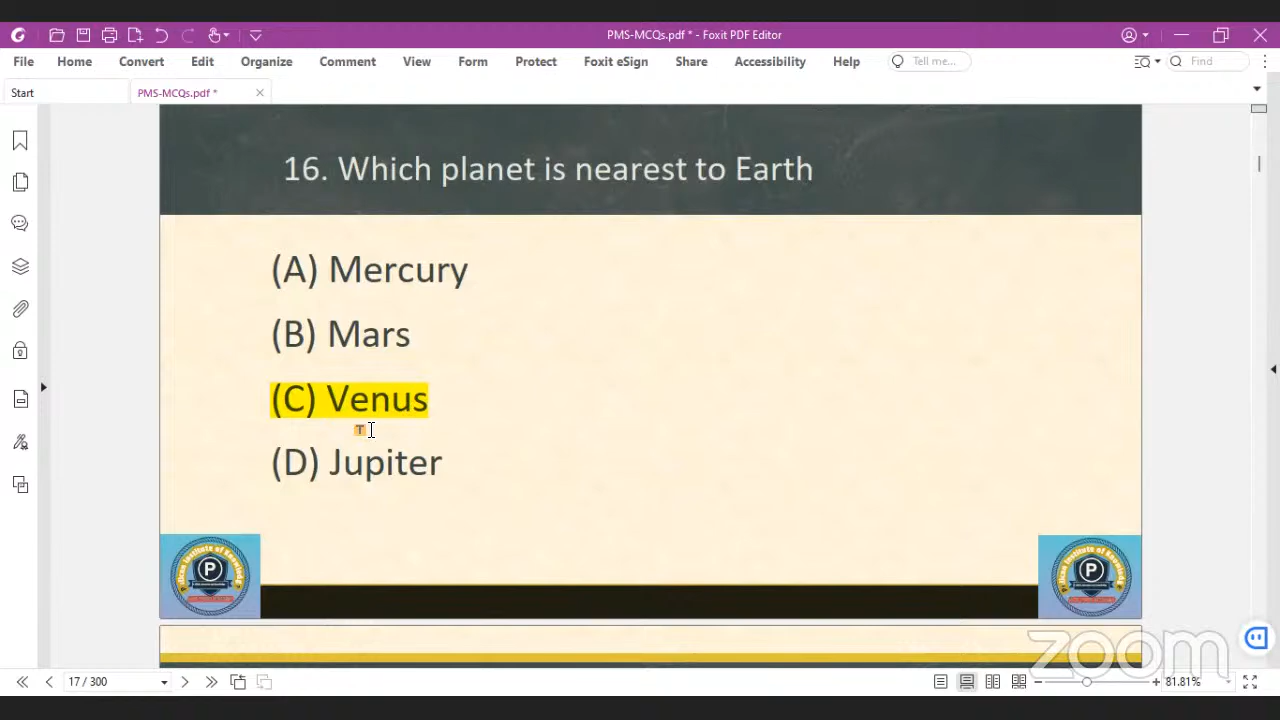 PMS-MCQs.pdf * - Foxit PDF Editor
File Home Convert Edit Organize Comment View Form Protect Foxit eSign Share Accessibility Help Tell me... Find
Start PMS-MCQs.pdf *
16. Which planet is nearest to Earth
(A) Mercury
(B) Mars
(C) Venus
T
(D) Jupiter
P P
zoom
17 / 300 81.81%